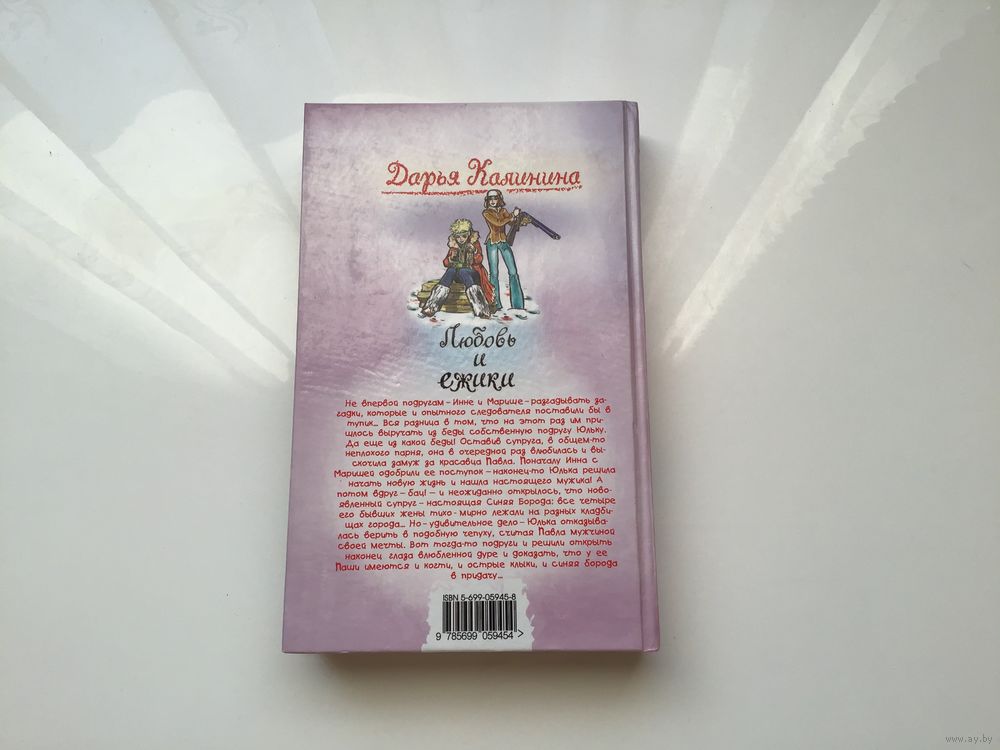 Дарья Калинина
Любовь
и
ежики
Не впервой подругам – Инне и Марише – разгадывать за-
гадки, которые и опытного следователя поставили бы в
тупик... Вся разница в том, что на этот раз им при-
шлось выручать из беды собственную подругу Юльку.
Да еще из какой беды! Оставив супруга, в общем-то
неплохого парня, она в очередной раз влюбилась и вы-
скочила замуж за красавца Павла. Поначалу Инна с
Маришей одобрили ее поступок – наконец-то Юлька решила
начать новую жизнь и нашла настоящего мужика! А
потом вдруг – бац! – и неожиданно открылось, что ново-
явленный супруг – настоящая Синяя Борода: все четыре
его бывших жены тихо-мирно лежали на разных кладби-
щах города... Но – удивительное дело – Юлька отказыва-
лась верить в подобную чепуху, считая Павла мужчиной
своей мечты. Вот тогда-то подруги и решили открыть
наконец глаза влюбленной дуре и доказать, что у ее
Паши имеются и когти, и острые клыки, и синяя борода
в придачу...
ISBN 5-699-05945-8
9 785699 059454 >
www.ay.by